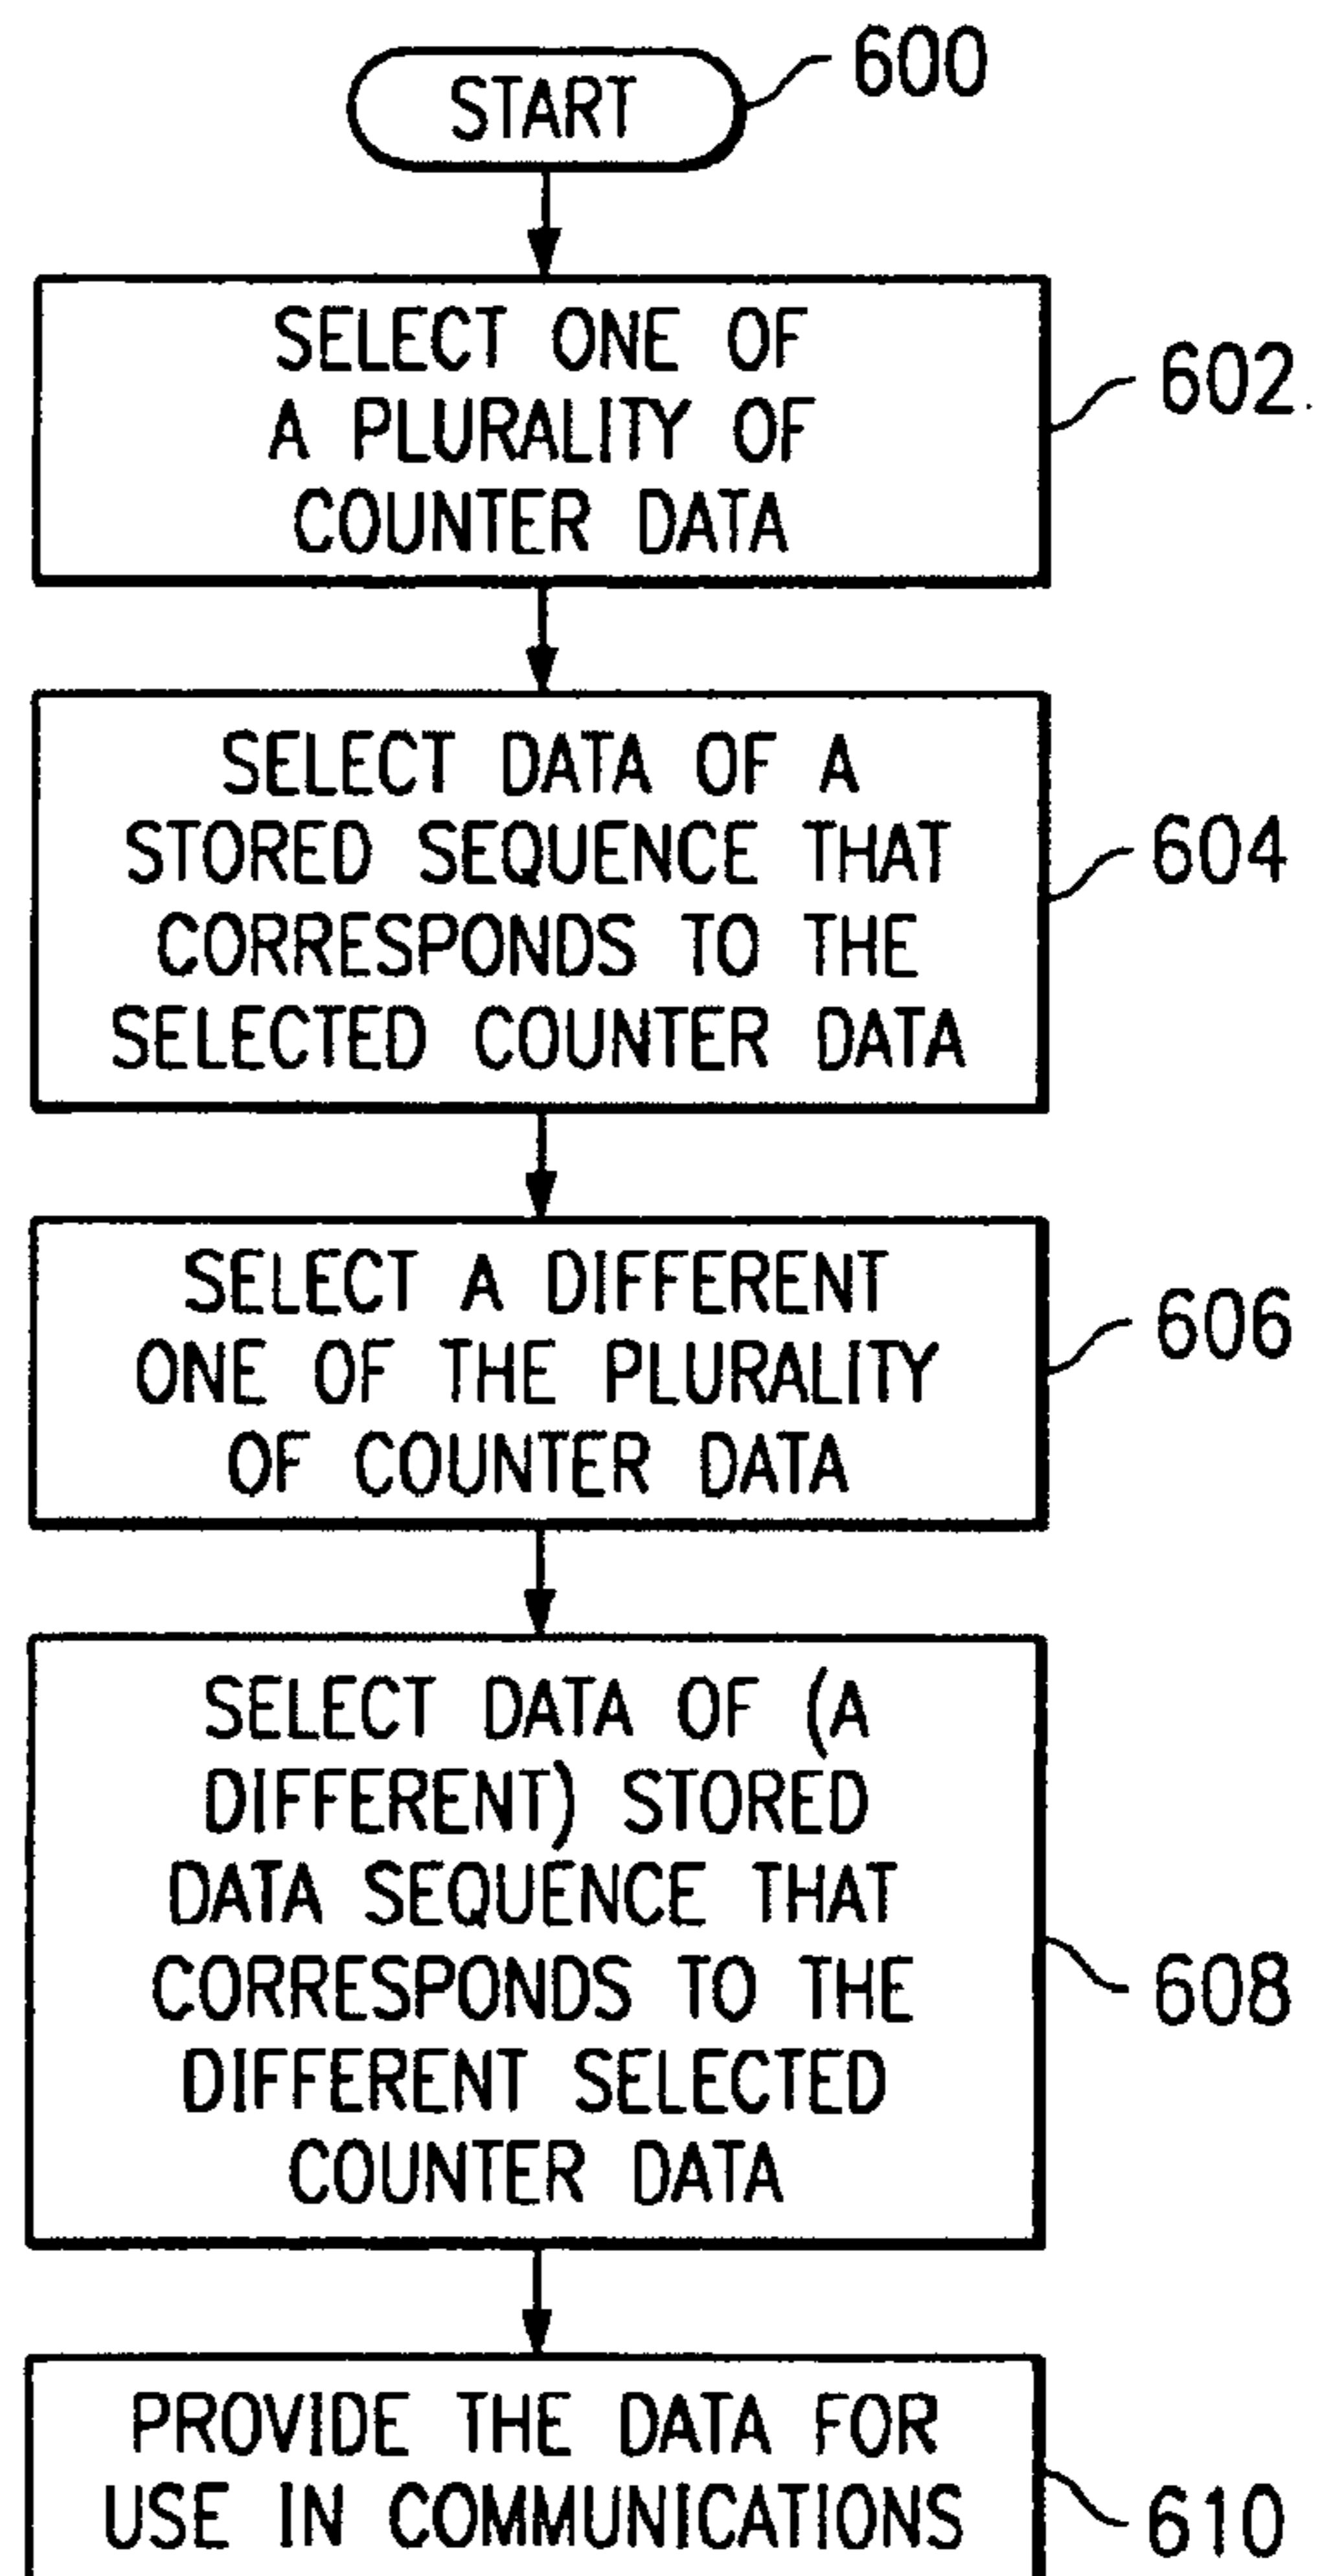 START
600
SELECT ONE OF
A PLURALITY OF
COUNTER DATA
602
SELECT DATA OF A
STORED SEQUENCE THAT
CORRESPONDS TO THE
SELECTED COUNTER DATA
604
SELECT A DIFFERENT
ONE OF THE PLURALITY
OF COUNTER DATA
606
SELECT DATA OF (A
DIFFERENT) STORED
DATA SEQUENCE THAT
CORRESPONDS TO THE
DIFFERENT SELECTED
COUNTER DATA
608
PROVIDE THE DATA FOR
USE IN COMMUNICATIONS
610